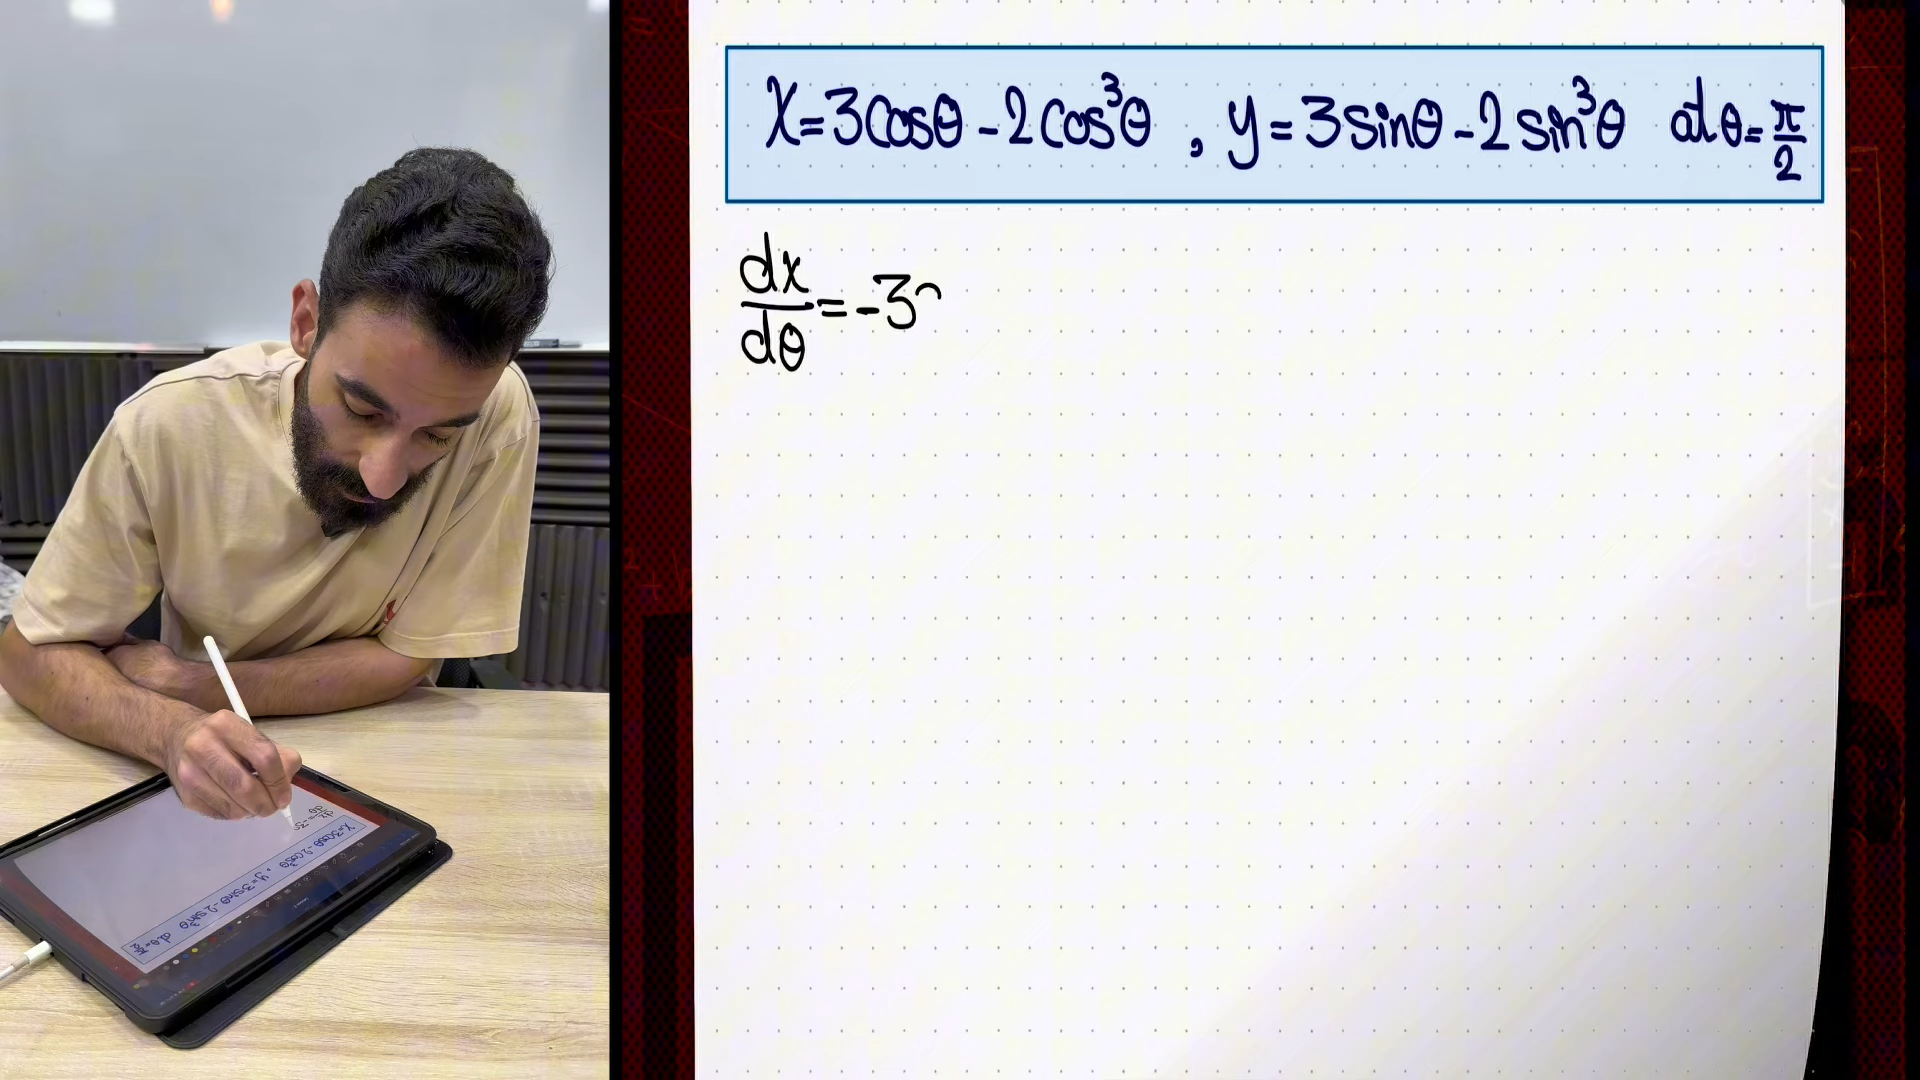 x=3cosθ-2cos³θ , y=3sinθ-2sin³θ at θ=π/2
dx/dθ=-3